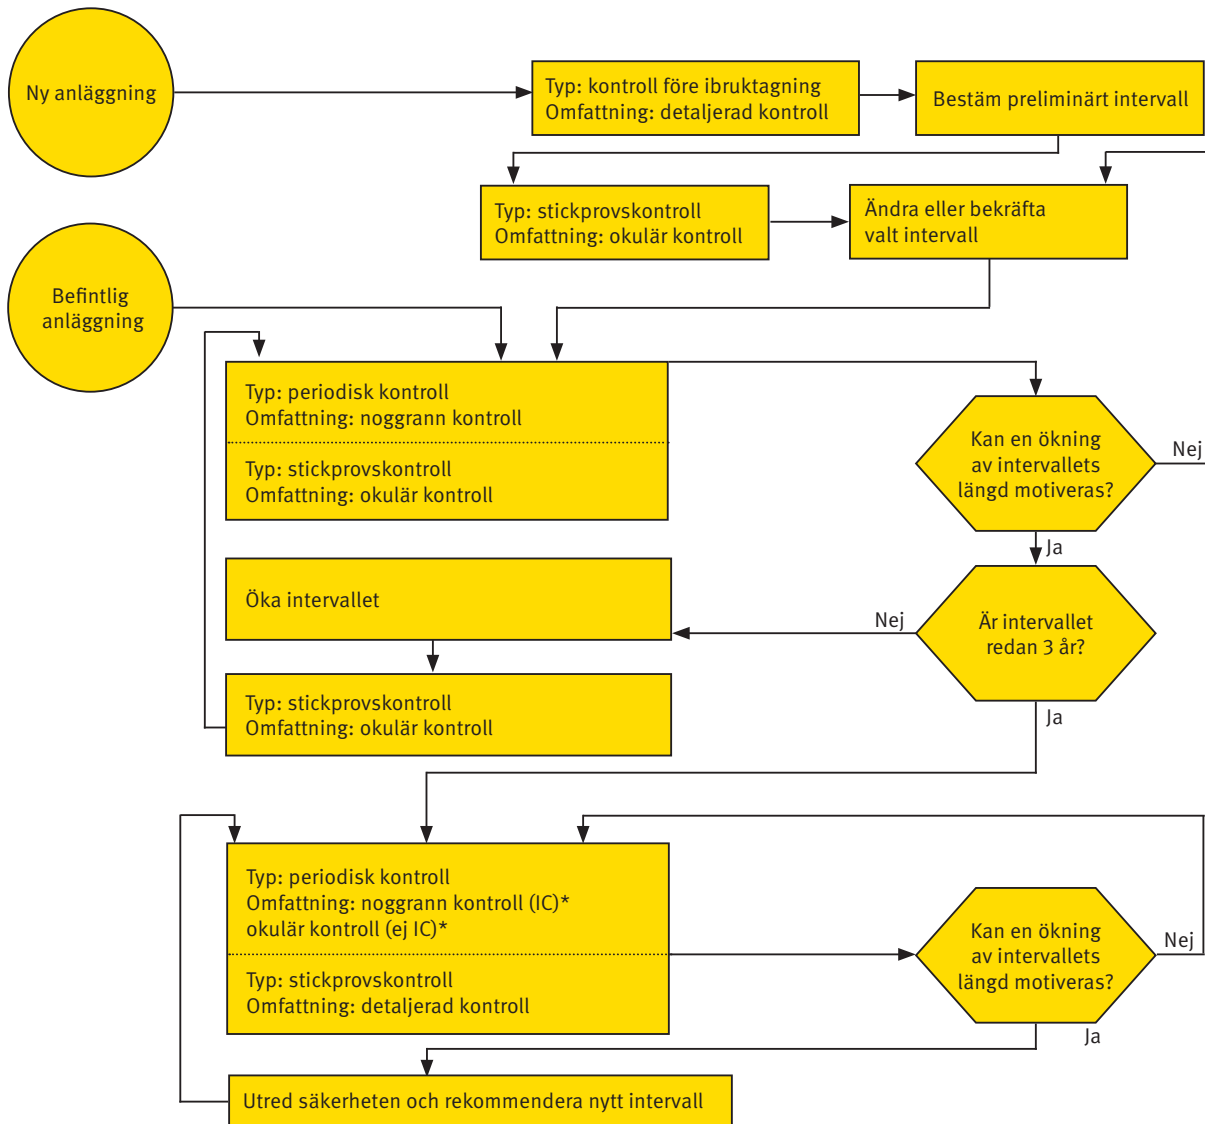 Ny anläggning
Typ: kontroll före ibruktagning
Omfattning: detaljerad kontroll
Bestäm preliminärt intervall
Typ: stickprovskontroll
Omfattning: okulär kontroll
Ändra eller bekräfta
valt intervall
Befintlig
anläggning
Typ: periodisk kontroll
Omfattning: noggrann kontroll
Typ: stickprovskontroll
Omfattning: okulär kontroll
Kan en ökning
av intervallets
längd motiveras?
Nej
Ja
Öka intervallet
Nej
Är intervallet
redan 3 år?
Typ: stickprovskontroll
Omfattning: okulär kontroll
Ja
Typ: periodisk kontroll
Omfattning: noggrann kontroll (IC)*
okulär kontroll (ej IC)*
Typ: stickprovskontroll
Omfattning: detaljerad kontroll
Kan en ökning
av intervallets
längd motiveras?
Nej
Ja
Utred säkerheten och rekommendera nytt intervall